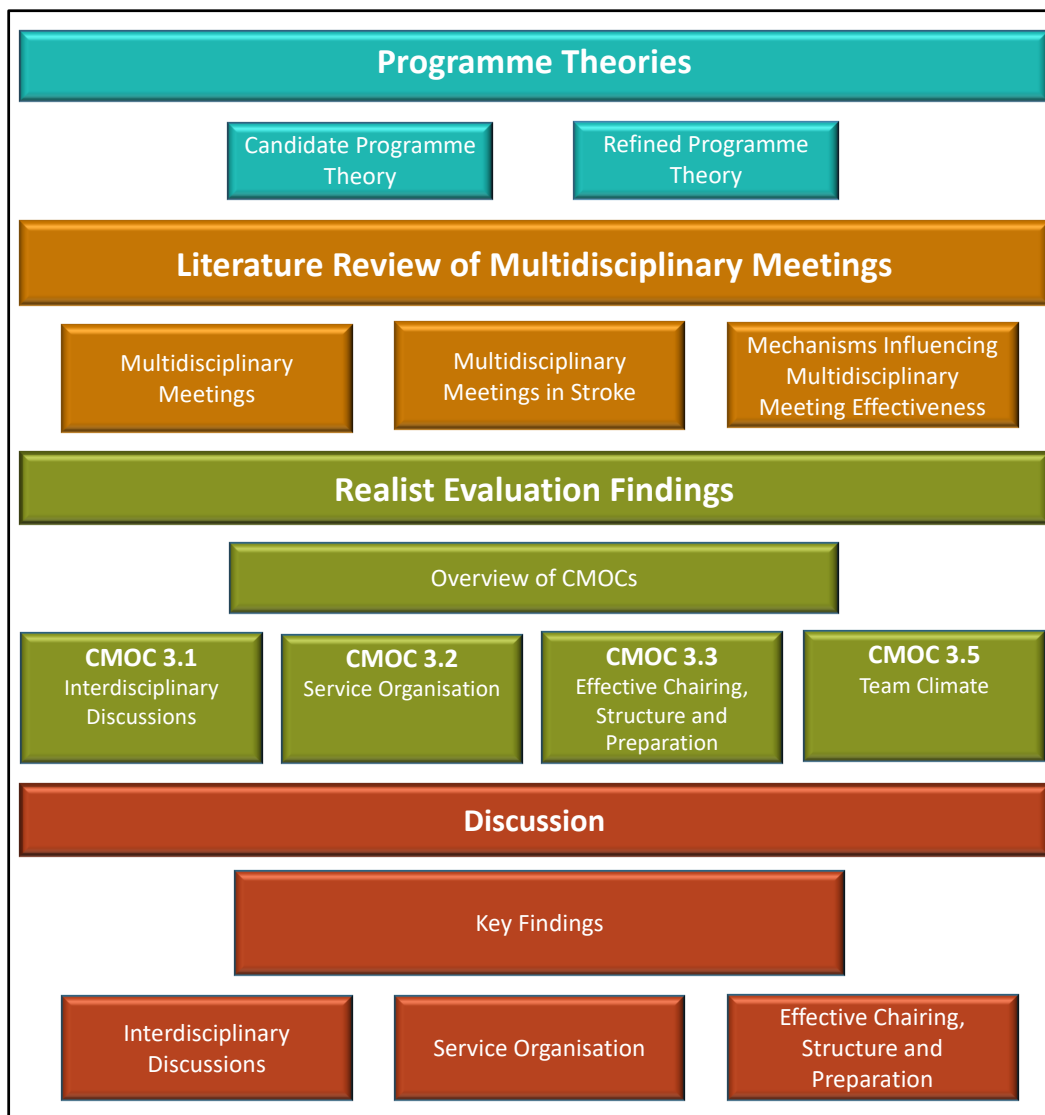 Programme Theories
Candidate Programme
Theory
Refined Programme
Theory
Literature Review of Multidisciplinary Meetings
Multidisciplinary
Meetings
Multidisciplinary
Meetings in Stroke
Mechanisms Influencing
Multidisciplinary
Meeting Effectiveness
Realist Evaluation Findings
Overview of CMOCs
CMOC 3.1
Interdisciplinary
Discussions
CMOC 3.2
Service Organisation
CMOC 3.3
Effective Chairing,
Structure and
Preparation
CMOC 3.5
Team Climate
Discussion
Key Findings
Interdisciplinary
Discussions
Service Organisation
Effective Chairing,
Structure and
Preparation